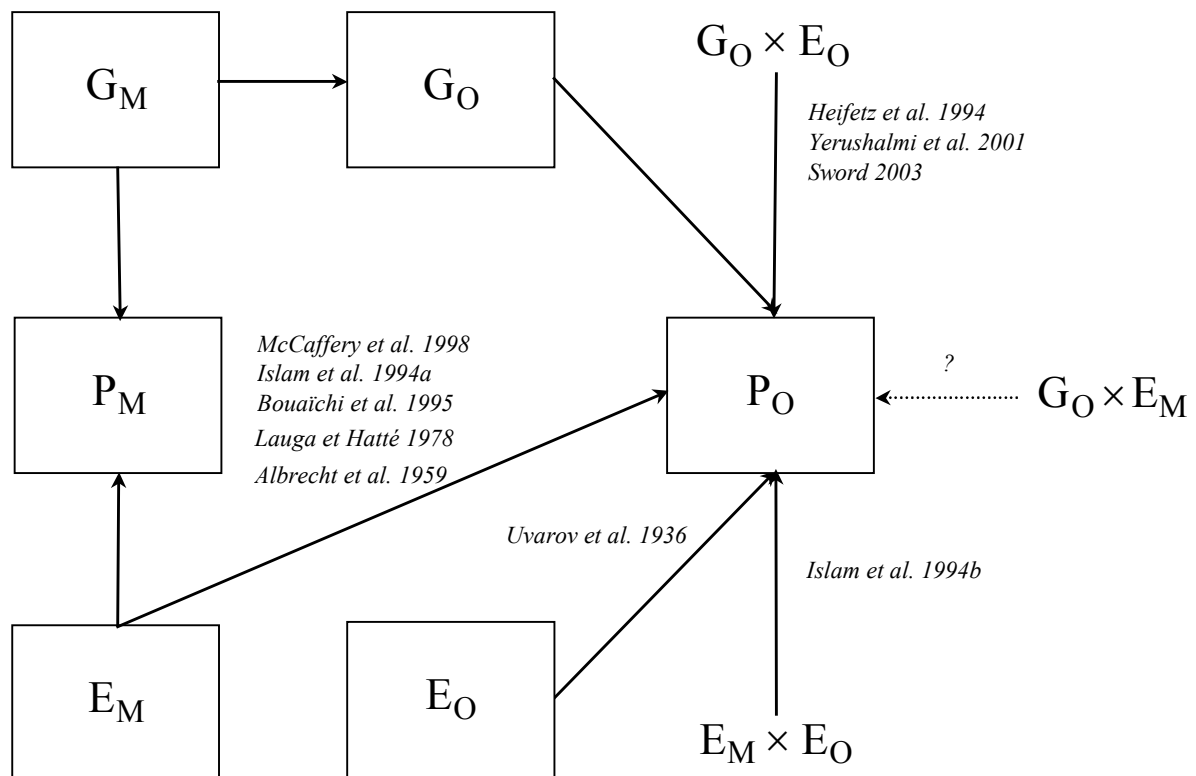 G_M
G_O
G_O × E_O
Heifetz et al. 1994
Yerushalmi et al. 2001
Sword 2003
P_M
McCaffery et al. 1998
Islam et al. 1994a
Bouaïchi et al. 1995
Lauga et Hatté 1978
Albrecht et al. 1959
P_O
?
G_O × E_M
Uvarov et al. 1936
Islam et al. 1994b
E_M
E_O
E_M × E_O